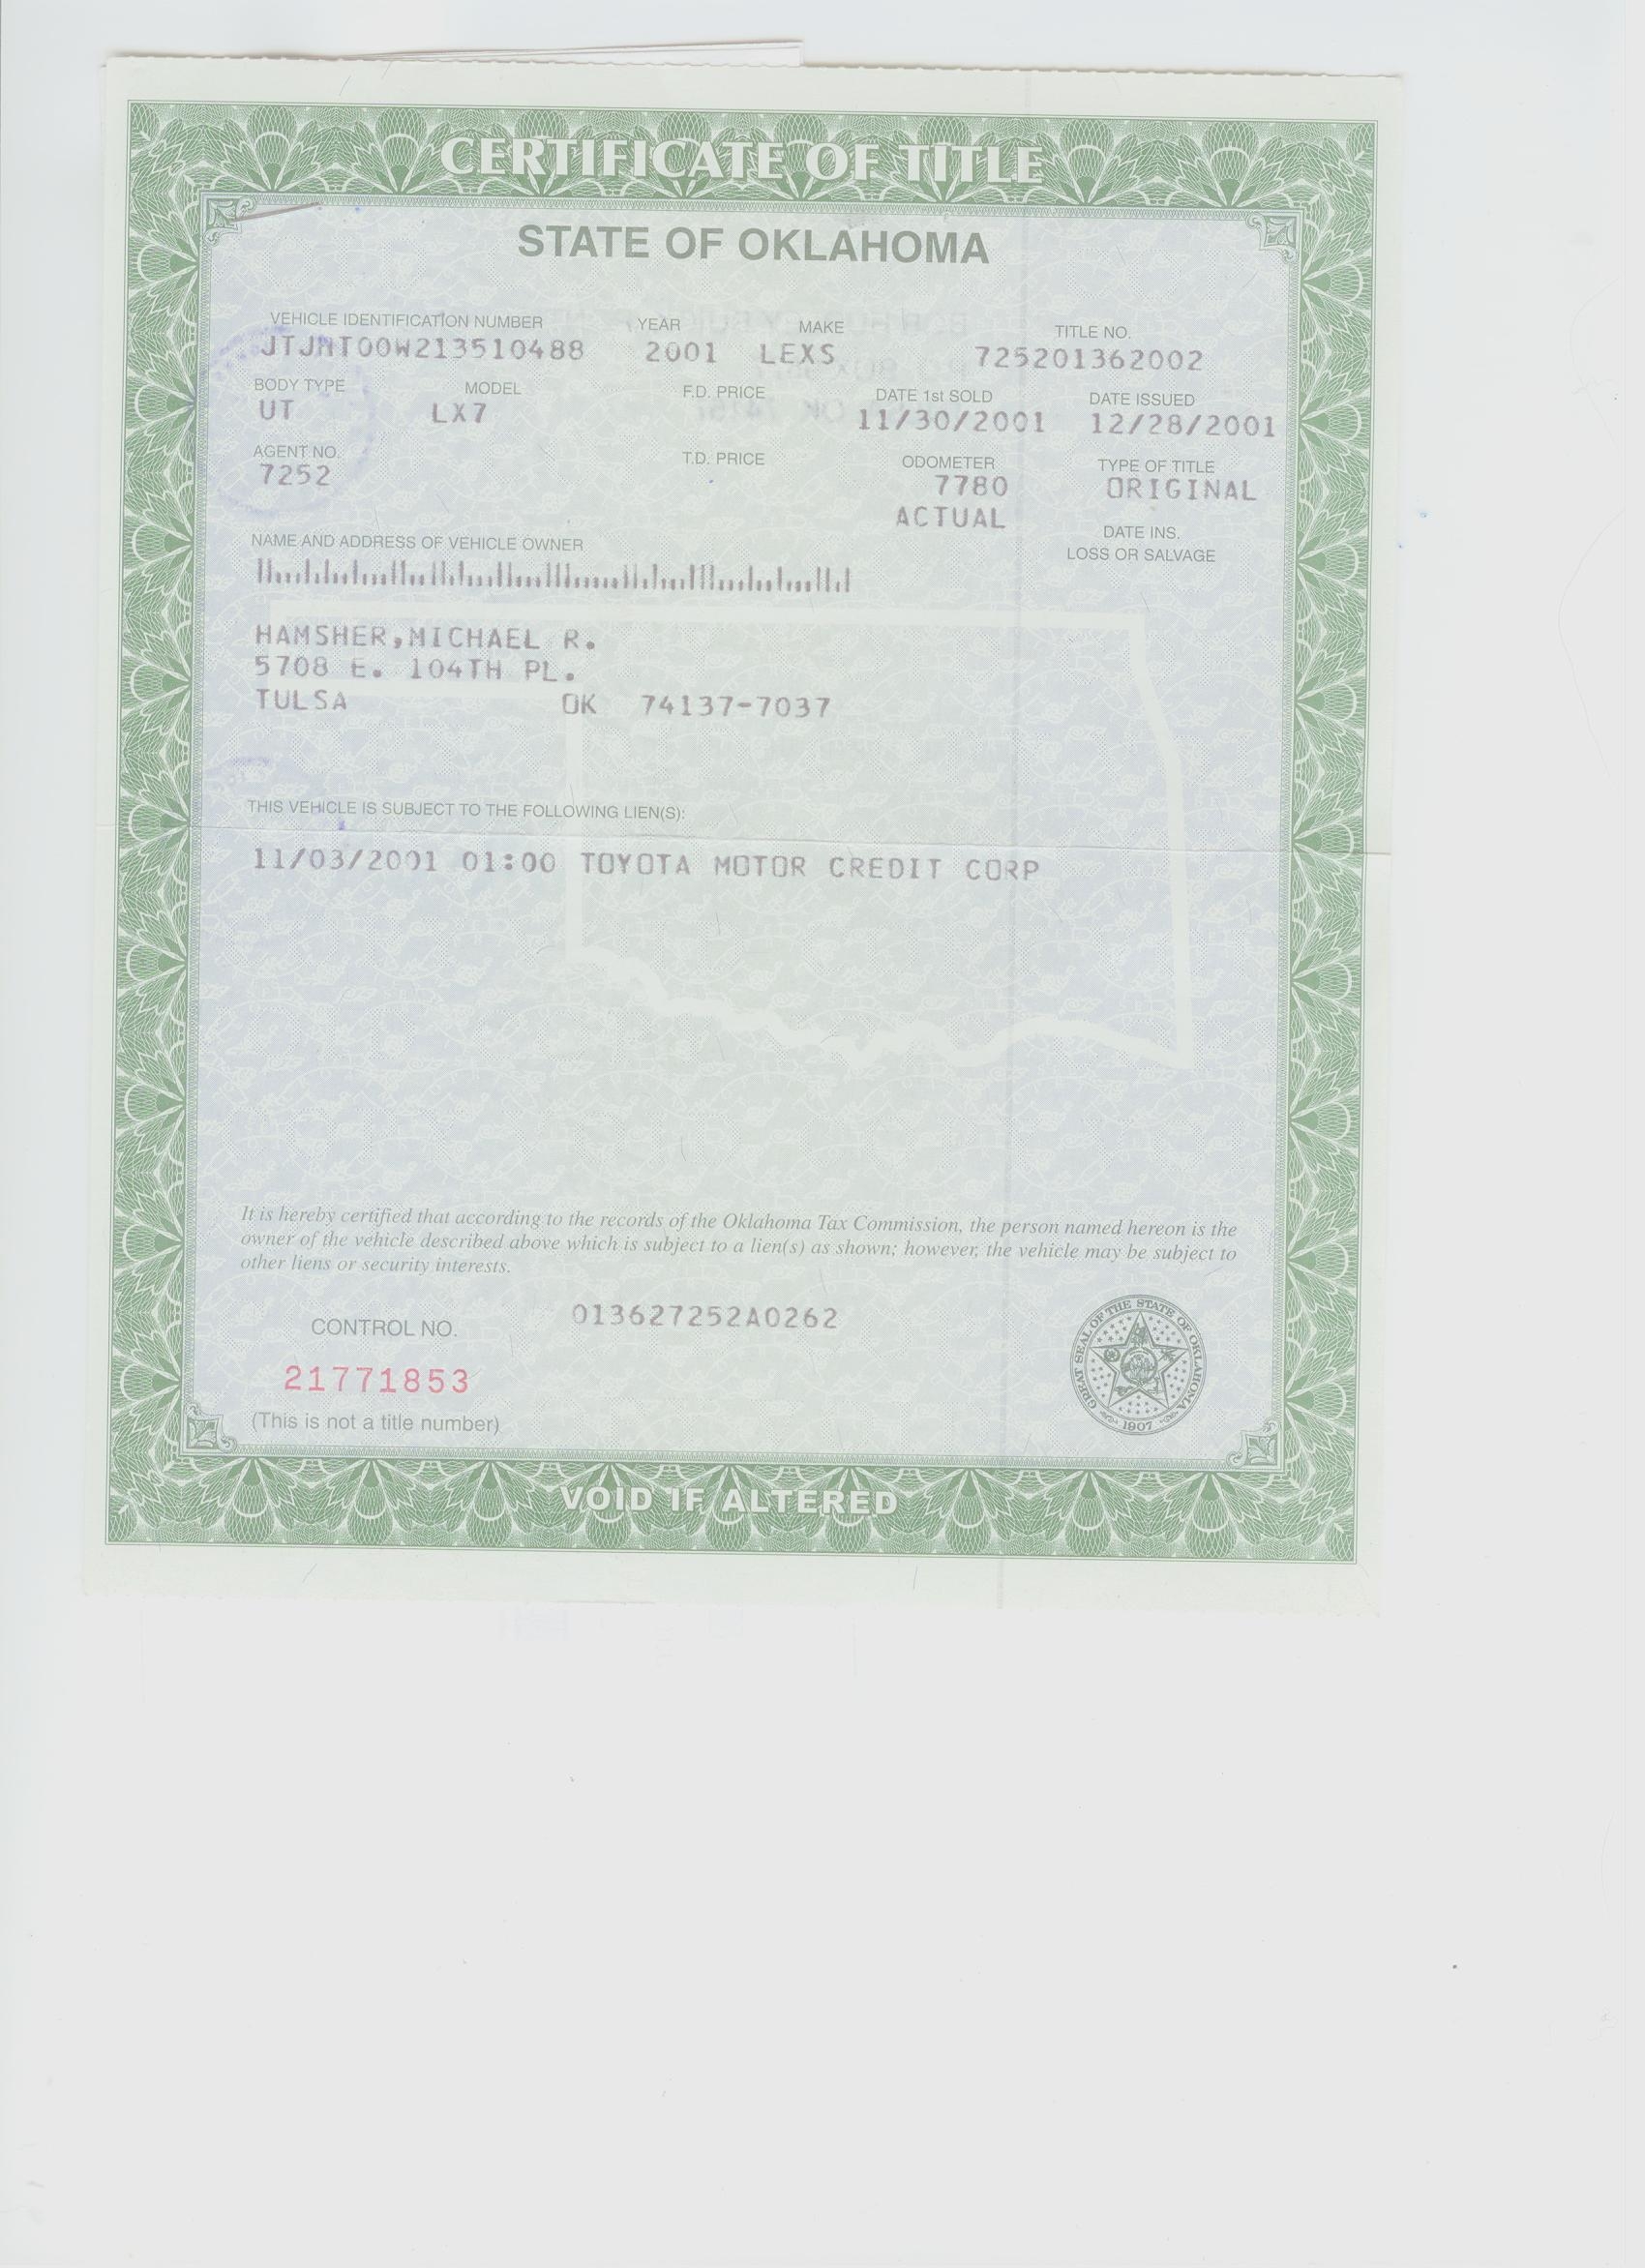 CERTIFICATE OF TITLE
STATE OF OKLAHOMA
VEHICLE IDENTIFICATION NUMBER YEAR MAKE TITLE NO.
JTJHT00W213510488 2001 LEXS 725201362002
BODY TYPE MODEL F.D. PRICE DATE 1st SOLD DATE ISSUED
UT LX7 11/30/2001 12/28/2001
AGENT NO. T.D. PRICE ODOMETER TYPE OF TITLE
7252 7780 ORIGINAL
ACTUAL
DATE INS.
NAME AND ADDRESS OF VEHICLE OWNER LOSS OR SALVAGE
HAMSHER,MICHAEL R.
5708 E. 104TH PL.
TULSA OK 74137-7037
THIS VEHICLE IS SUBJECT TO THE FOLLOWING LIEN(S):
11/03/2001 01:00 TOYOTA MOTOR CREDIT CORP
It is hereby certified that according to the records of the Oklahoma Tax Commission, the person named hereon is the
owner of the vehicle described above which is subject to a lien(s) as shown; however, the vehicle may be subject to
other liens or security interests.
CONTROL NO. 013627252A0262
21771853
(This is not a title number)
GREAT SEAL OF THE STATE OF OKLAHOMA
1907
VOID IF ALTERED